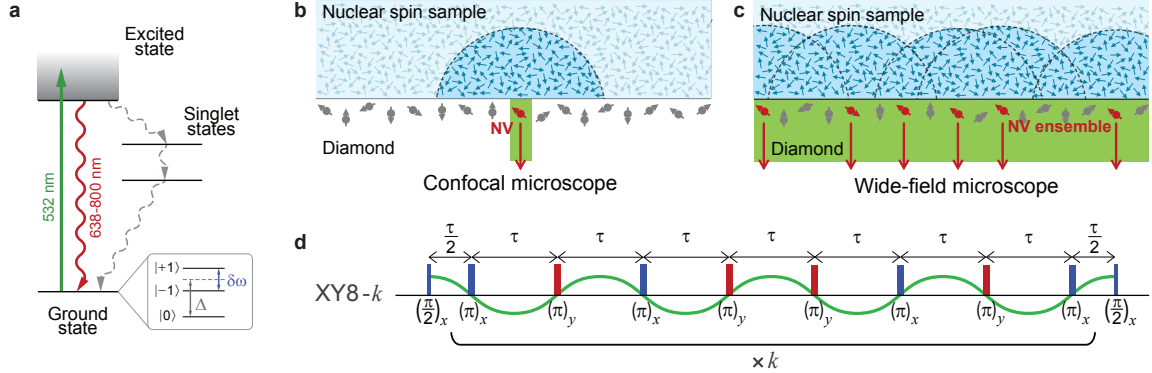 a
Excited
state
Singlet
states
532 nm
638-800 nm
|+1⟩
δω
|−1⟩
Δ
|0⟩
Ground
state
b
Nuclear spin sample
NV
Diamond
Confocal microscope
c
Nuclear spin sample
NV ensemble
Diamond
Wide-field microscope
d
τ/2 τ τ τ τ τ τ τ τ/2
XY8-k
(π/2)x (π)x (π)y (π)x (π)y (π)y (π)x (π)y (π)x (π/2)x
×k